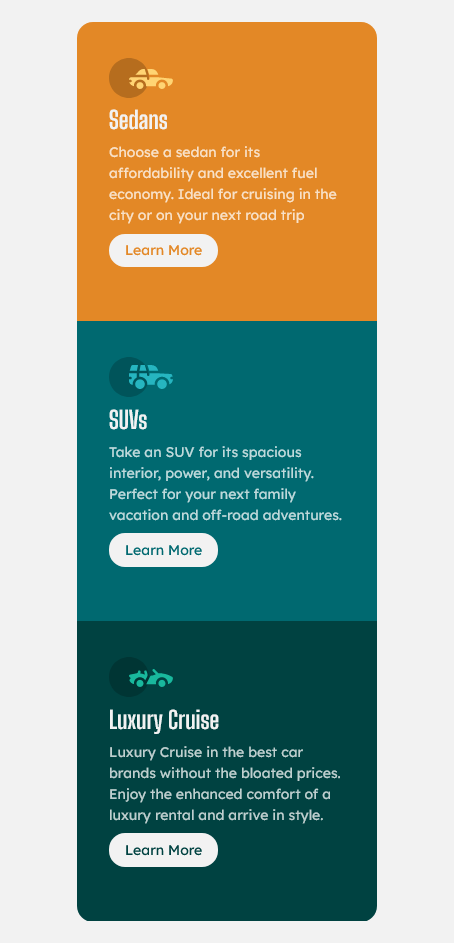 Sedans
Choose a sedan for its
affordability and excellent fuel
economy. Ideal for cruising in the
city or on your next road trip
Learn More
SUVs
Take an SUV for its spacious
interior, power, and versatility.
Perfect for your next family
vacation and off-road adventures.
Learn More
Luxury Cruise
Luxury Cruise in the best car
brands without the bloated prices.
Enjoy the enhanced comfort of a
luxury rental and arrive in style.
Learn More